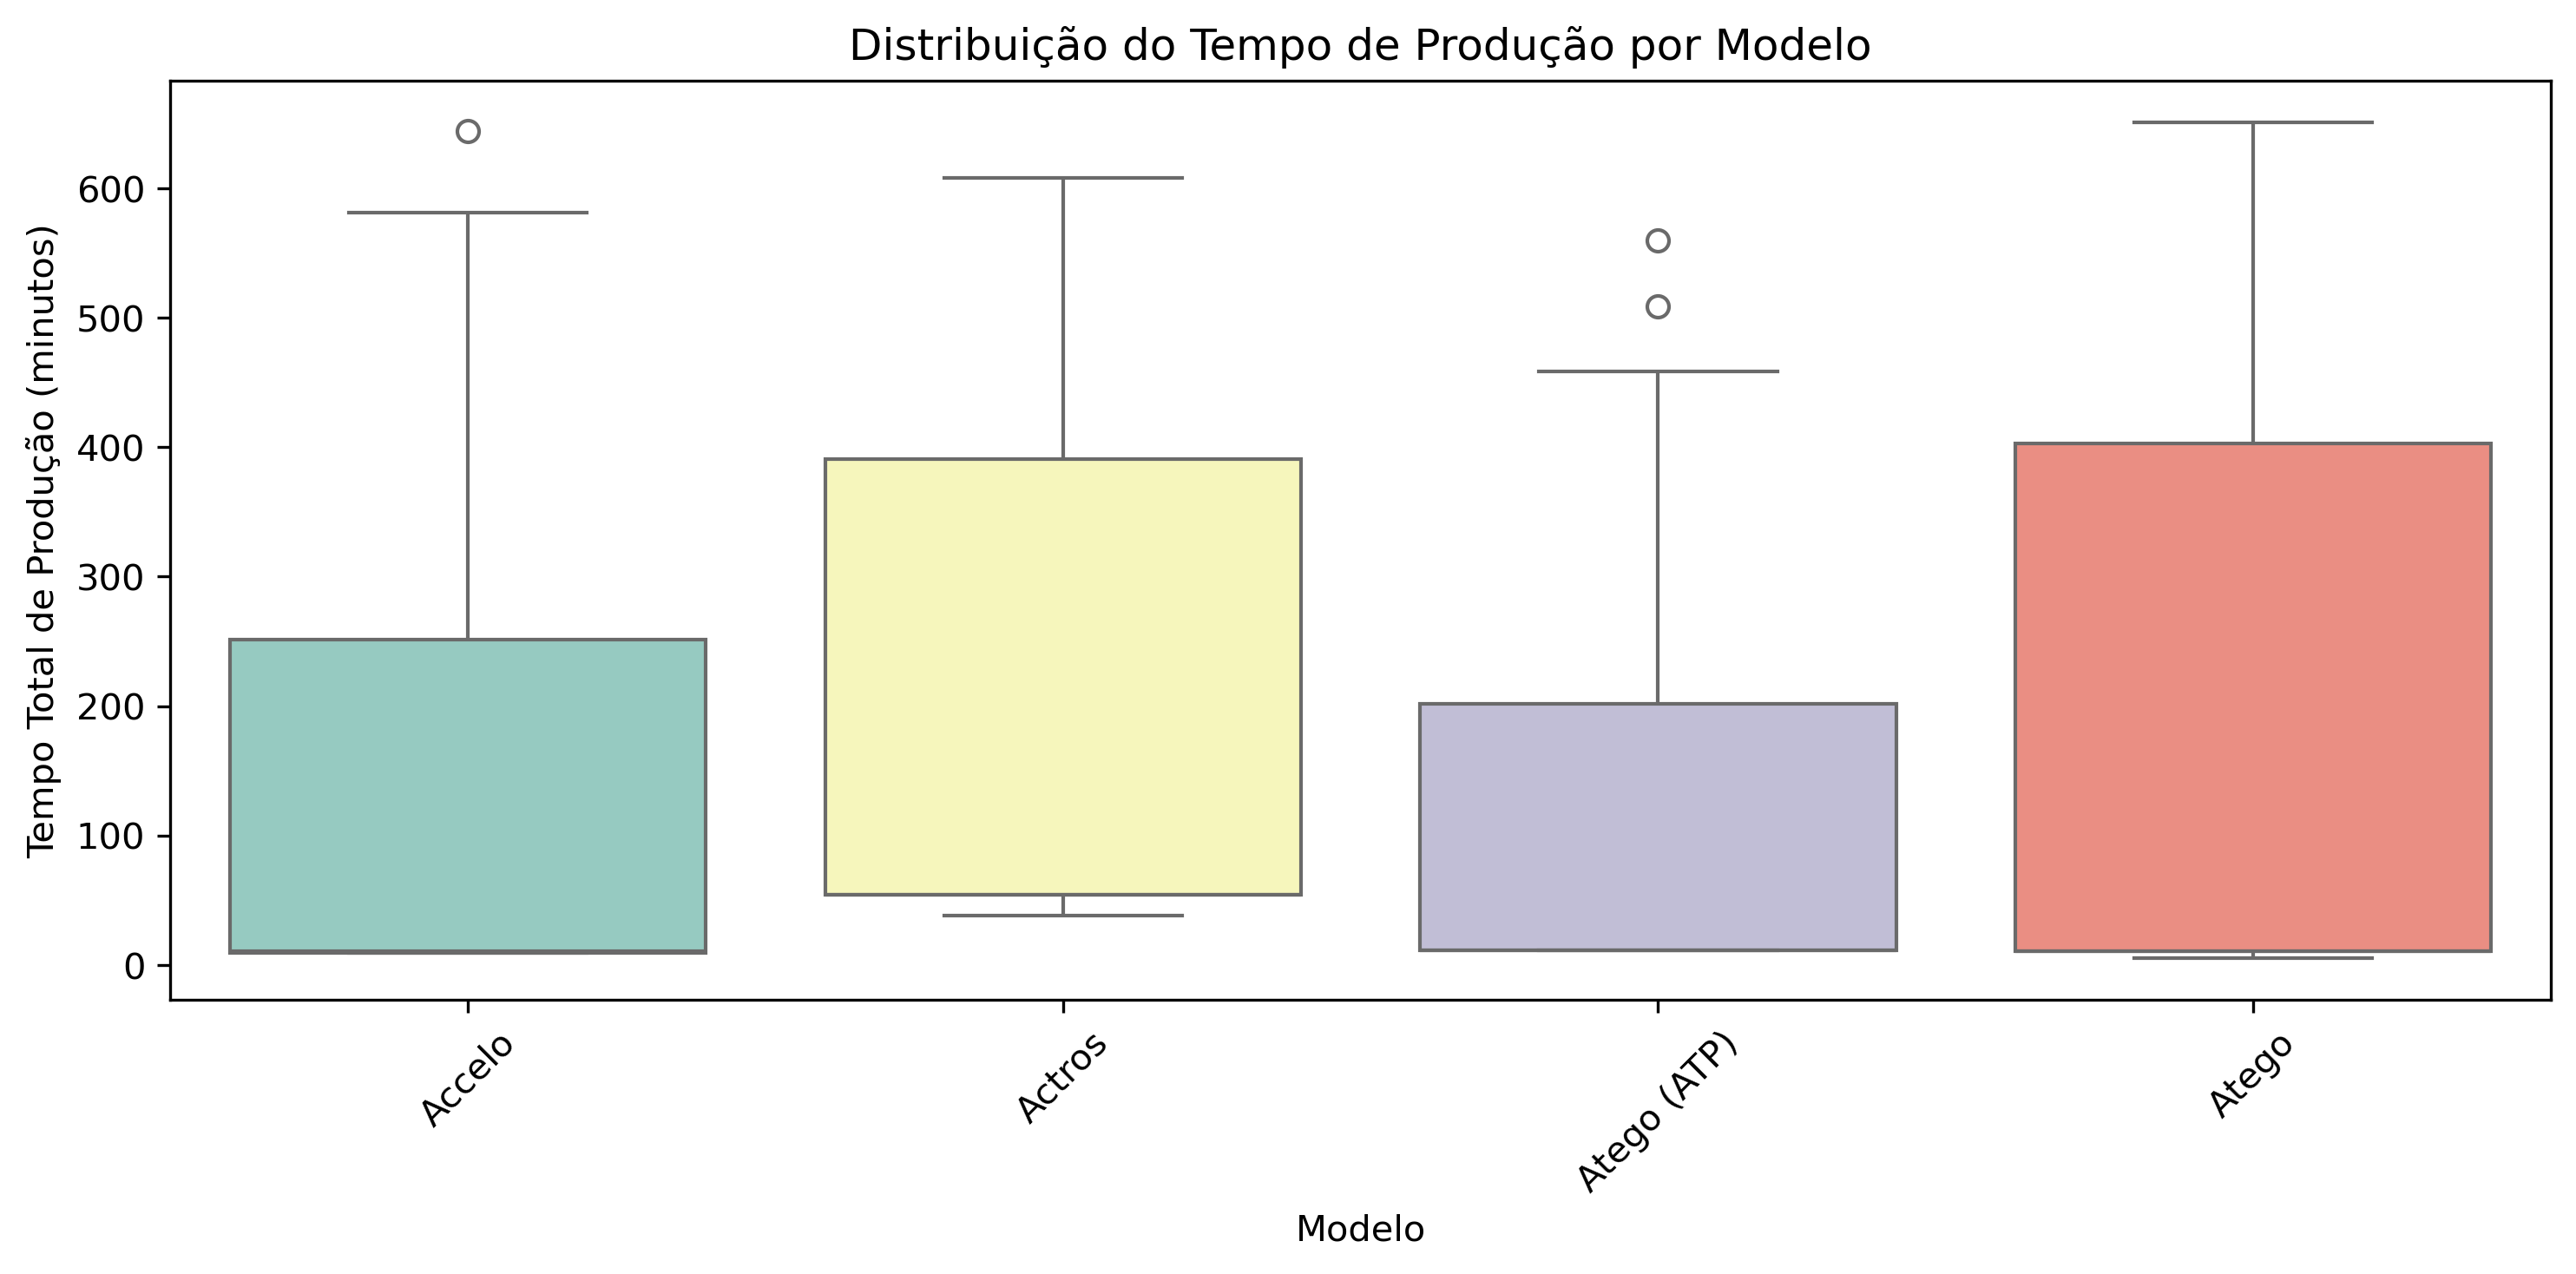 Distribuição do Tempo de Produção por Modelo
Tempo Total de Produção (minutos)
600
500
400
300
200
100
0
Accelo
Actros
Atego (ATP)
Atego
Modelo